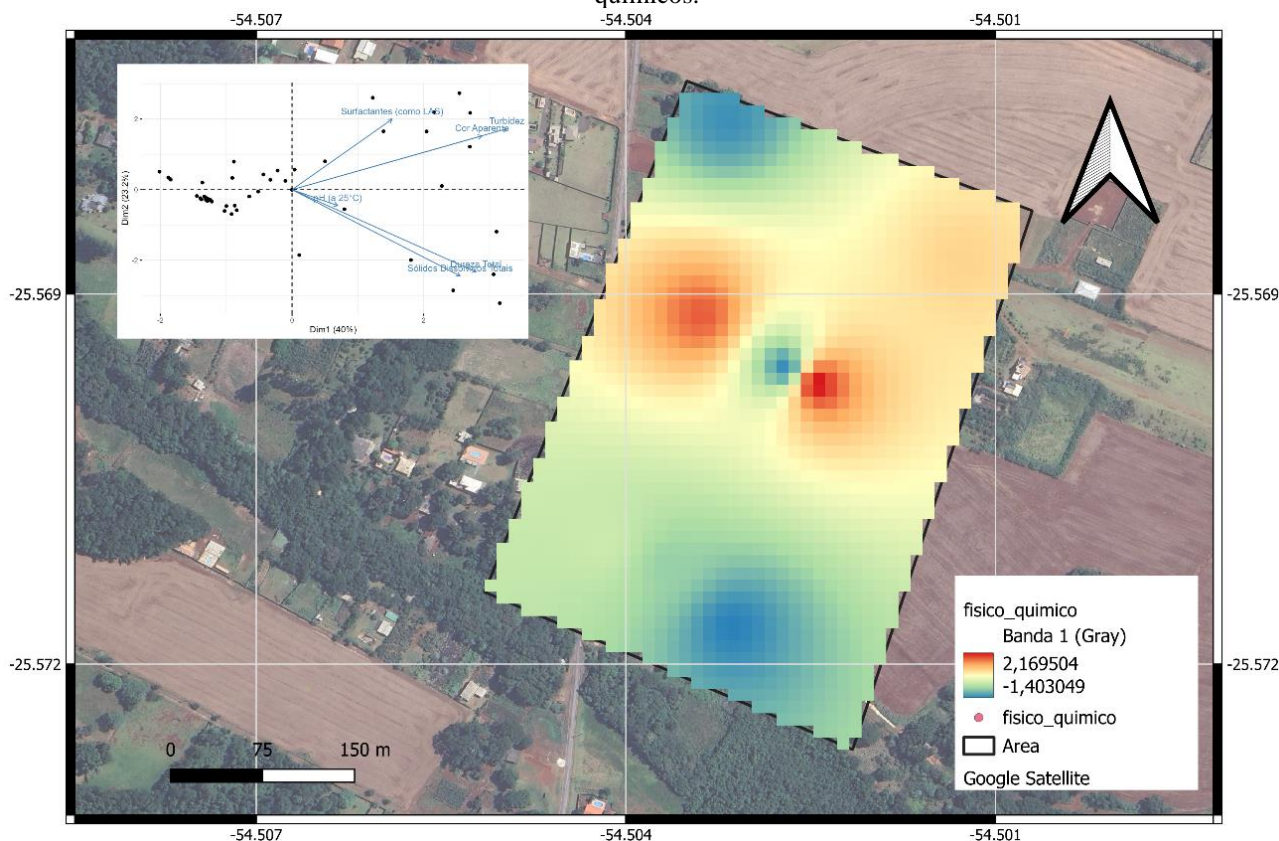 químicos.
-54.507 -54.504 -54.501
Surfactantes (como LAS)
Turbidez
Cor Aparente
pH (a 25°C)
Dureza Total
Sólidos Dissolvidos Totais
2
0
-2
Dim2 (23.2%)
-2 0 2
Dim1 (40%)
-25.569 -25.569
-25.572 -25.572
0 75 150 m
fisico_quimico
Banda 1 (Gray)
2,169504
-1,403049
fisico_quimico
Area
Google Satellite
-54.507 -54.504 -54.501